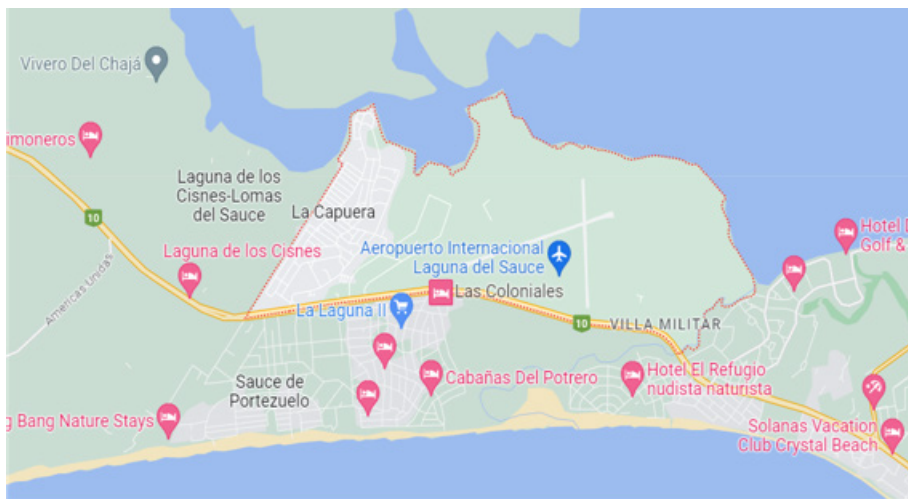 Vivero Del Chajá
imoneros
Laguna de los
Cisnes-Lomas
del Sauce
La Capuera
10
Laguna de los Cisnes
Aeropuerto Internacional
Laguna del Sauce
Hotel D
Golf &
Americas Unidas
Las Coloniales
La Laguna II
10
VILLA MILITAR
Sauce de
Portezuelo
Cabañas Del Potrero
Hotel El Refugio
nudista naturista
g Bang Nature Stays
Solanas Vacation
Club Crystal Beach